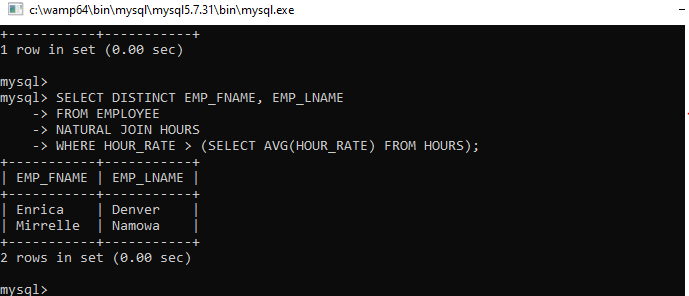 c:\wamp64\bin\mysql\mysql5.7.31\bin\mysql.exe
+-----------+-----------+
1 row in set (0.00 sec)
mysql>
mysql> SELECT DISTINCT EMP_FNAME, EMP_LNAME
    -> FROM EMPLOYEE
    -> NATURAL JOIN HOURS
    -> WHERE HOUR_RATE > (SELECT AVG(HOUR_RATE) FROM HOURS);
+-----------+-----------+
| EMP_FNAME | EMP_LNAME |
+-----------+-----------+
| Enrica    | Denver    |
| Mirrelle  | Namowa    |
+-----------+-----------+
2 rows in set (0.00 sec)
mysql>